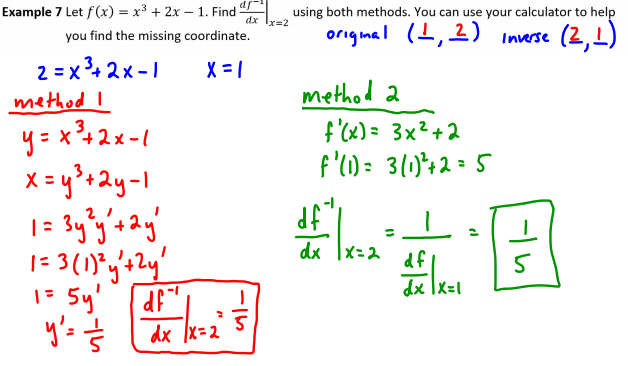 Example 7 Let f(x) = x³ + 2x − 1. Find df⁻¹/dx |x=2 using both methods. You can use your calculator to help
you find the missing coordinate.
original (1, 2) inverse (2, 1)
2 = x³ + 2x - 1 x = 1
method 1
y = x³ + 2x - 1
x = y³ + 2y - 1
1 = 3y²y' + 2y'
1 = 3(1)²y' + 2y'
1 = 5y'
y' = 1/5
df⁻¹/dx |x=2 = 1/5
method 2
f'(x) = 3x² + 2
f'(1) = 3(1)² + 2 = 5
df⁻¹/dx |x=2 = 1/(df/dx |x=1) = 1/5